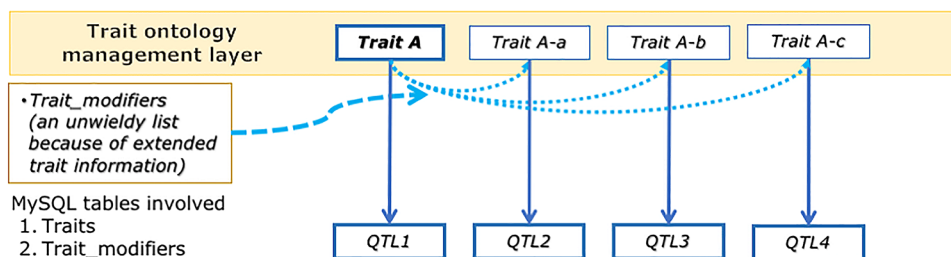 Trait ontology
management layer
Trait A
Trait A-a
Trait A-b
Trait A-c
•Trait_modifiers
(an unwieldy list
because of extended
trait information)
MySQL tables involved
1. Traits
2. Trait_modifiers
QTL1
QTL2
QTL3
QTL4